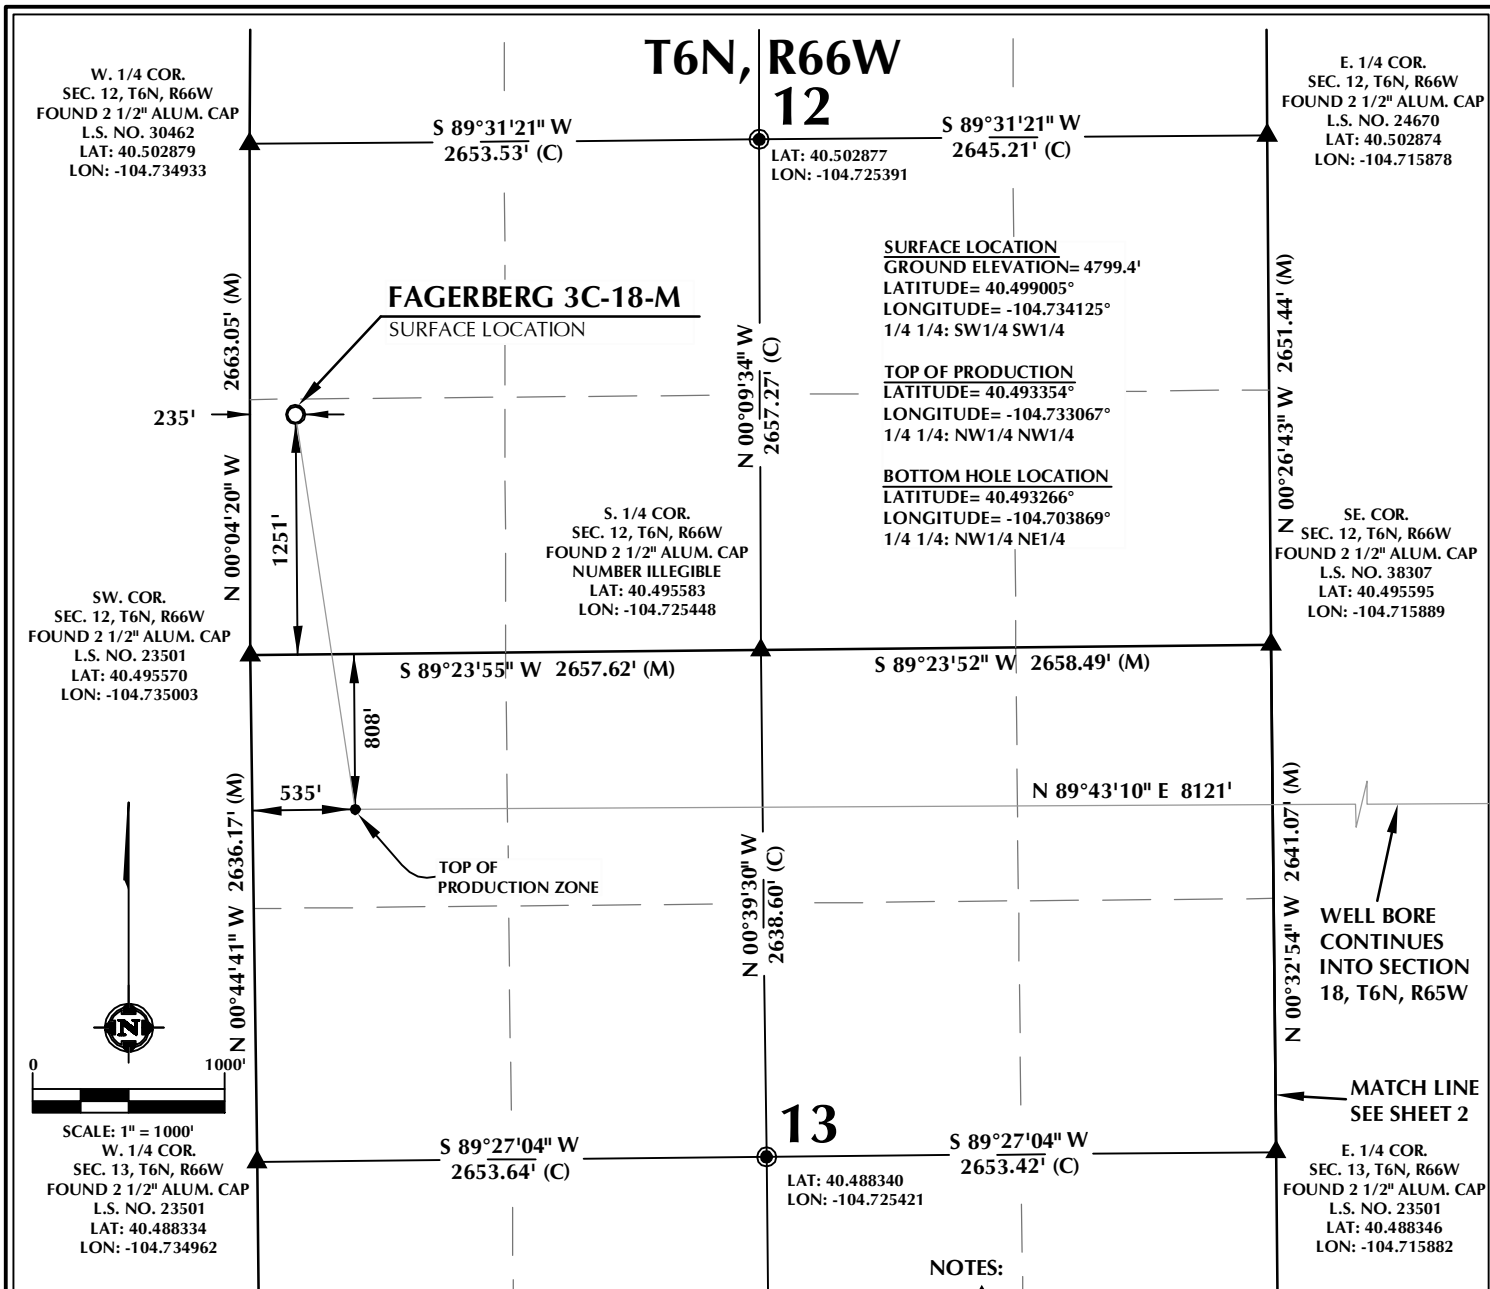 T6N, R66W
12
W. 1/4 COR.
SEC. 12, T6N, R66W
FOUND 2 1/2" ALUM. CAP
L.S. NO. 30462
LAT: 40.502879
LON: -104.734933
S 89°31'21" W
2653.53' (C)
LAT: 40.502877
LON: -104.725391
S 89°31'21" W
2645.21' (C)
E. 1/4 COR.
SEC. 12, T6N, R66W
FOUND 2 1/2" ALUM. CAP
L.S. NO. 24670
LAT: 40.502874
LON: -104.715878
SURFACE LOCATION
GROUND ELEVATION= 4799.4'
LATITUDE= 40.499005°
LONGITUDE= -104.734125°
1/4 1/4: SW1/4 SW1/4
TOP OF PRODUCTION
LATITUDE= 40.493354°
LONGITUDE= -104.733067°
1/4 1/4: NW1/4 NW1/4
BOTTOM HOLE LOCATION
LATITUDE= 40.493266°
LONGITUDE= -104.703869°
1/4 1/4: NW1/4 NE1/4
FAGERBERG 3C-18-M
SURFACE LOCATION
N 00°04'20" W 2663.05' (M)
235'
1251'
N 00°09'34" W
2657.27' (C)
N 00°26'43" W 2651.44' (M)
S. 1/4 COR.
SEC. 12, T6N, R66W
FOUND 2 1/2" ALUM. CAP
NUMBER ILLEGIBLE
LAT: 40.495583
LON: -104.725448
SE. COR.
SEC. 12, T6N, R66W
FOUND 2 1/2" ALUM. CAP
L.S. NO. 38307
LAT: 40.495595
LON: -104.715889
SW. COR.
SEC. 12, T6N, R66W
FOUND 2 1/2" ALUM. CAP
L.S. NO. 23501
LAT: 40.495570
LON: -104.735003
S 89°23'55" W 2657.62' (M)
S 89°23'52" W 2658.49' (M)
808'
535'
N 89°43'10" E 8121'
TOP OF
PRODUCTION ZONE
N 00°44'41" W 2636.17' (M)
N 00°39'30" W
2638.60' (C)
N 00°32'54" W 2641.07' (M)
WELL BORE
CONTINUES
INTO SECTION
18, T6N, R65W
N
0 1000'
SCALE: 1" = 1000'
MATCH LINE
SEE SHEET 2
13
W. 1/4 COR.
SEC. 13, T6N, R66W
FOUND 2 1/2" ALUM. CAP
L.S. NO. 23501
LAT: 40.488334
LON: -104.734962
S 89°27'04" W
2653.64' (C)
LAT: 40.488340
LON: -104.725421
S 89°27'04" W
2653.42' (C)
E. 1/4 COR.
SEC. 13, T6N, R66W
FOUND 2 1/2" ALUM. CAP
L.S. NO. 23501
LAT: 40.488346
LON: -104.715882
NOTES: